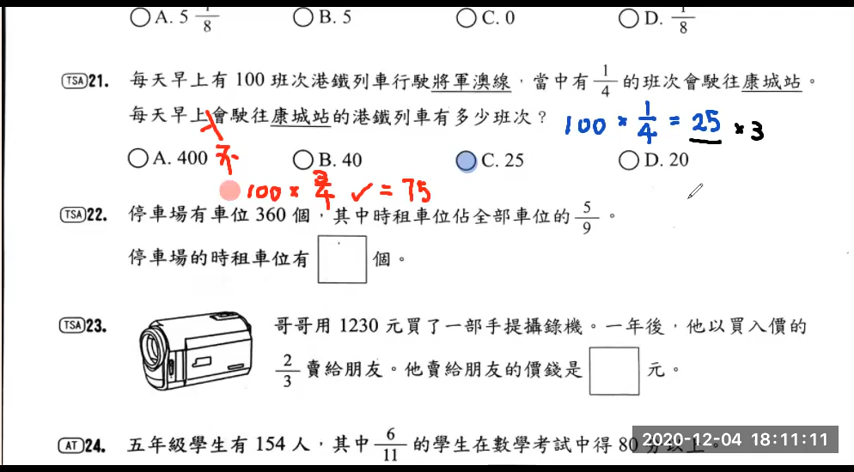 A. 5 1/8 B. 5 C. 0 D. 1/8
TSA 21. 每天早上有 100 班次港鐵列車行駛將軍澳線，當中有 1/4 的班次會駛往康城站。
每天早上會駛往康城站的港鐵列車有多少班次？ 100 × 1/4 = 25 × 3
不
A. 400 B. 40 C. 25 D. 20
100 × 3/4 ✓ = 75
TSA 22. 停車場有車位 360 個，其中時租車位佔全部車位的 5/9。
停車場的時租車位有 個。
TSA 23. 哥哥用 1230 元買了一部手提攝錄機。一年後，他以買入價的
2/3 賣給朋友。他賣給朋友的價錢是 元。
AT 24. 五年級學生有 154 人，其中 6/11 的學生在數學考試中得 80 分以上。
2020-12-04 18:11:11